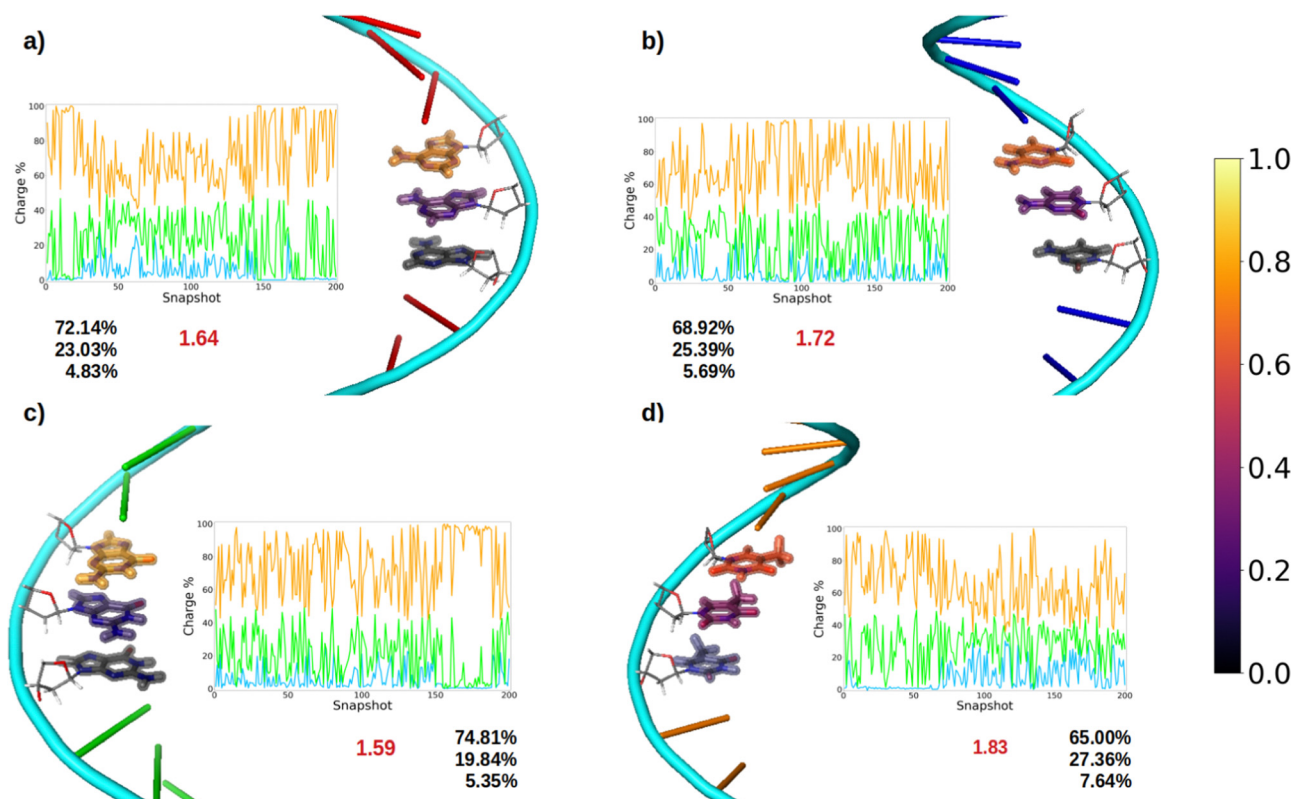 a)
100
80
60
40
20
0
Charge %
0 50 100 150 200
Snapshot
72.14%
23.03%
4.83%
1.64
b)
100
80
60
40
20
0
Charge %
0 50 100 150 200
Snapshot
68.92%
25.39%
5.69%
1.72
c)
100
80
60
40
20
0
Charge %
0 50 100 150 200
Snapshot
1.59
74.81%
19.84%
5.35%
d)
100
80
60
40
20
0
Charge %
0 50 100 150 200
Snapshot
1.83
65.00%
27.36%
7.64%
1.0
0.8
0.6
0.4
0.2
0.0